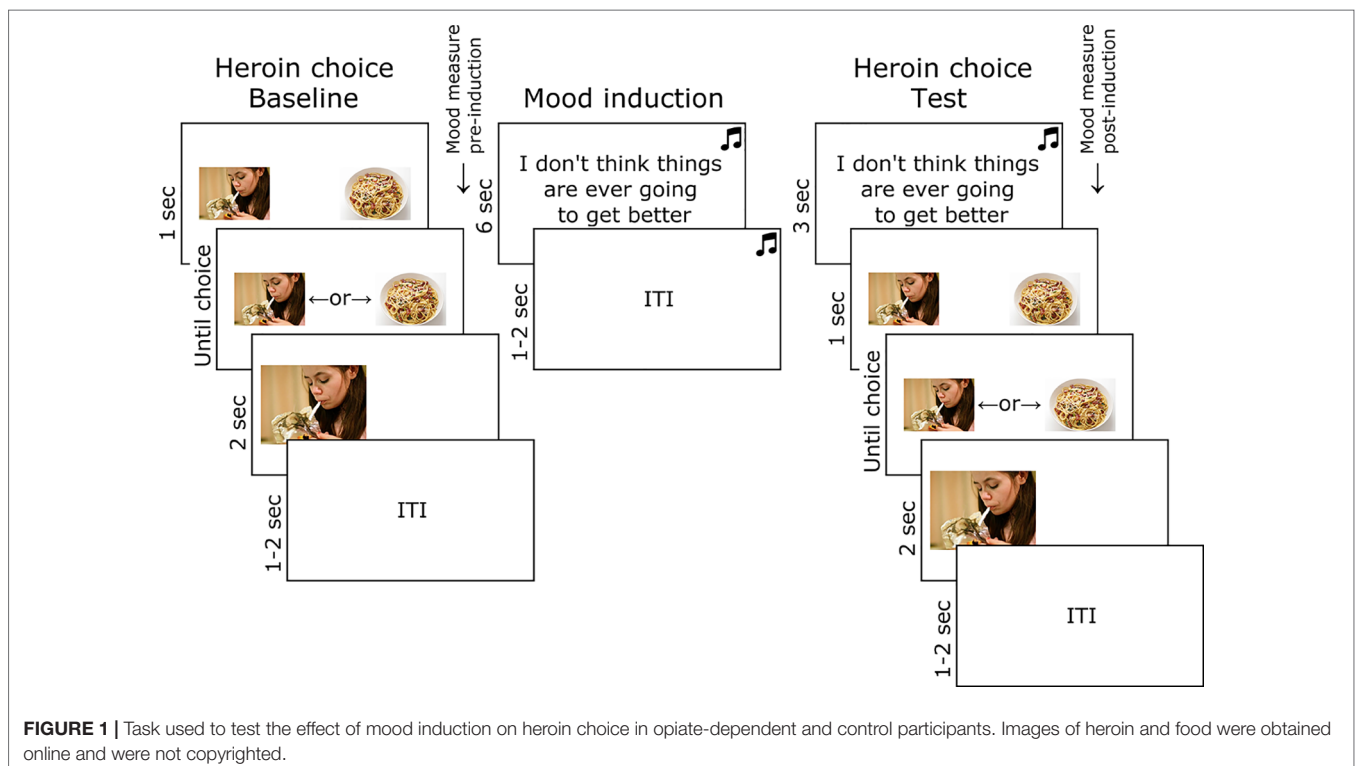 Heroin choice
Baseline
Mood measure
pre-induction
Mood induction
Heroin choice
Test
Mood measure
post-induction
1 sec
Until choice
←or→
2 sec
1-2 sec
ITI
6 sec
I don't think things
are ever going
to get better
1-2 sec
ITI
3 sec
I don't think things
are ever going
to get better
1 sec
Until choice
←or→
2 sec
1-2 sec
ITI
FIGURE 1 | Task used to test the effect of mood induction on heroin choice in opiate-dependent and control participants. Images of heroin and food were obtained
online and were not copyrighted.